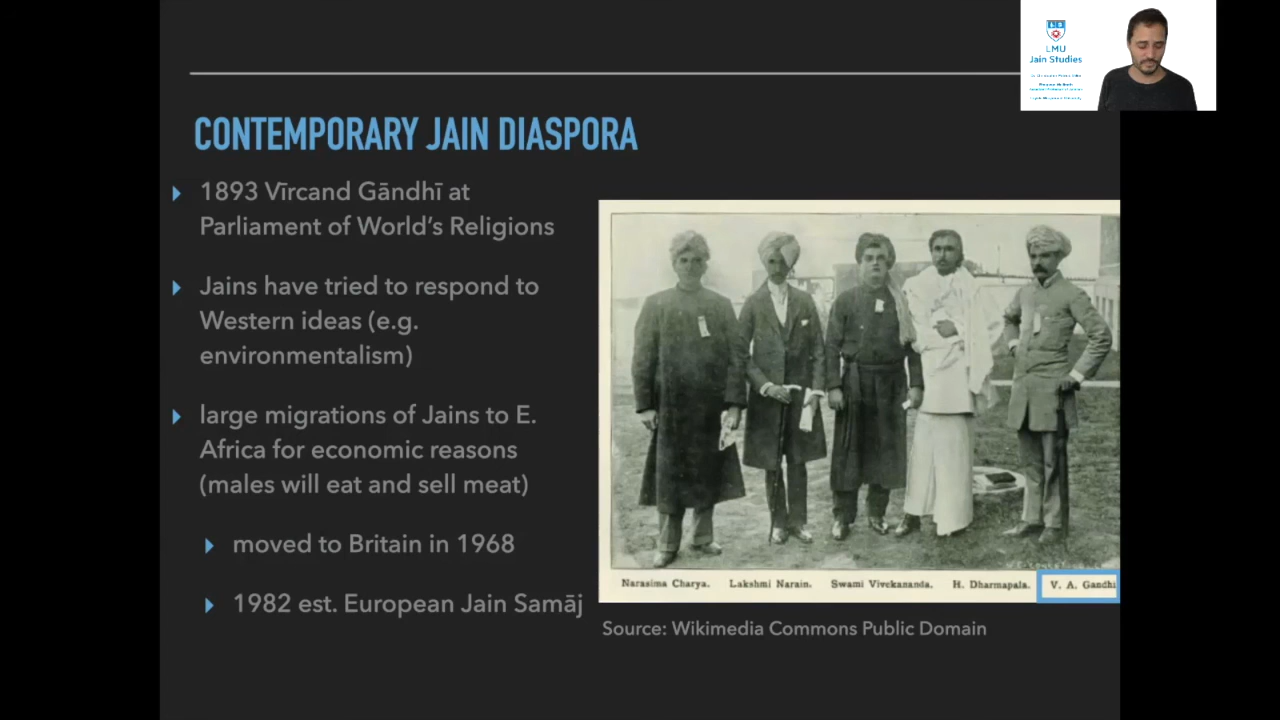 LMU
Jain Studies
CONTEMPORARY JAIN DIASPORA
1893 Vīrcand Gāndhī at
Parliament of World's Religions
Jains have tried to respond to
Western ideas (e.g.
environmentalism)
large migrations of Jains to E.
Africa for economic reasons
(males will eat and sell meat)
moved to Britain in 1968
1982 est. European Jain Samāj
Narasima Charya. Lakshmi Narain. Swami Vivekananda. H. Dharmapala. V. A. Gandhi
Source: Wikimedia Commons Public Domain